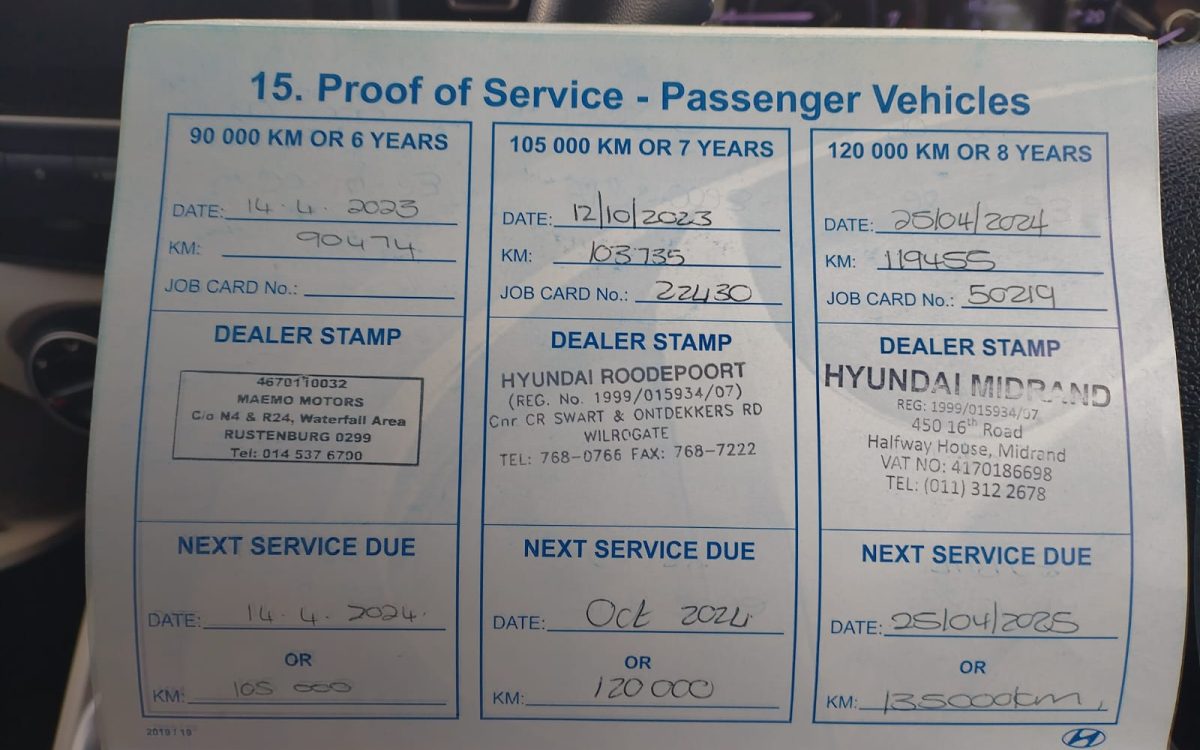 15. Proof of Service - Passenger Vehicles
90 000 KM OR 6 YEARS
DATE: 14.4.2023
KM: 90474
JOB CARD No.:
DEALER STAMP
4670110032
MAEMO MOTORS
C/o N4 & R24, Waterfall Area
RUSTENBURG 0299
Tel: 014 537 6700
NEXT SERVICE DUE
DATE: 14.4.2024.
OR
KM: 105 000
105 000 KM OR 7 YEARS
DATE: 12/10/2023
KM: 103735
JOB CARD No.: 22430
DEALER STAMP
HYUNDAI ROODEPOORT
(REG. No. 1999/015934/07)
Cnr CR SWART & ONTDEKKERS RD
WILROGATE
TEL: 768-0766 FAX: 768-7222
NEXT SERVICE DUE
DATE: Oct 2024
OR
KM: 120 000
120 000 KM OR 8 YEARS
DATE: 25/04/2024
KM: 119455
JOB CARD No.: 50219
DEALER STAMP
HYUNDAI MIDRAND
REG: 1999/015934/07
450 16th Road
Halfway House, Midrand
VAT NO: 4170186698
TEL: (011) 312 2678
NEXT SERVICE DUE
DATE: 25/04/2025
OR
KM: 135000km,